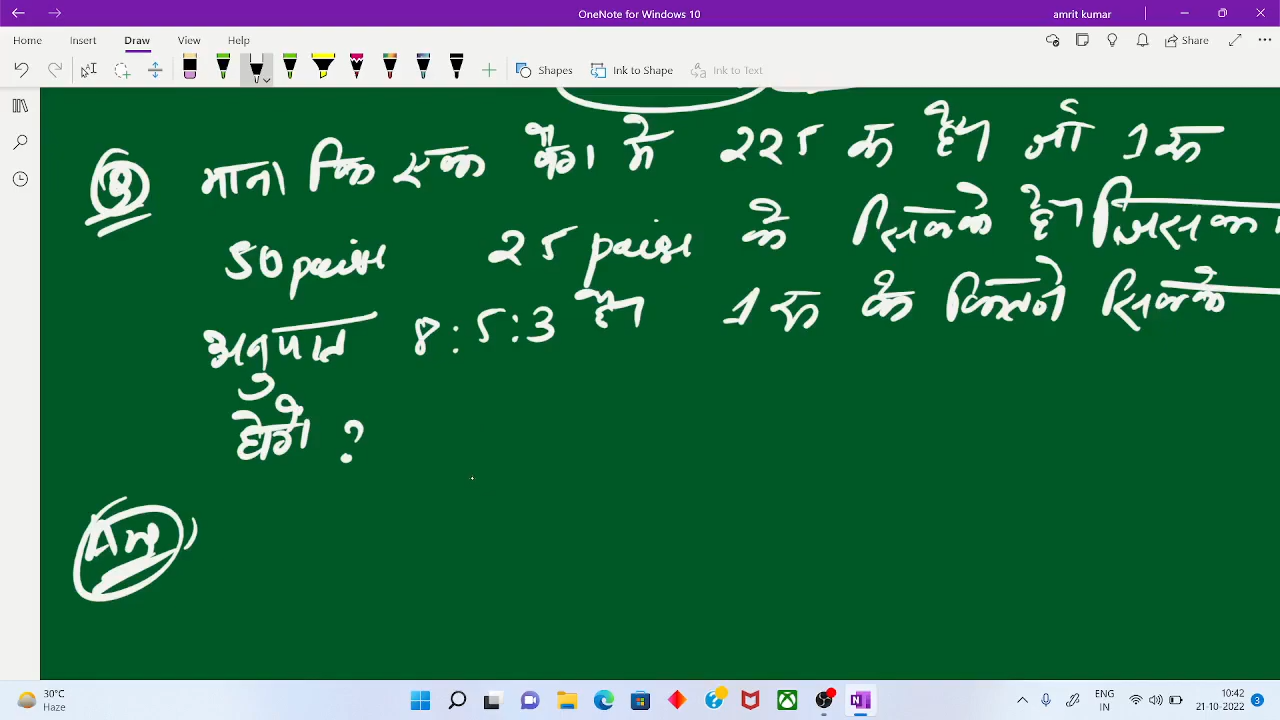 OneNote for Windows 10
amrit kumar
Home Insert Draw View Help
Share
Shapes Ink to Shape Ink to Text
Q माना कि एक बैग में 225 रू है। जो 1रू
50 paise 25 paise के सिक्के है। जिसका
अनुपात 8:5:3 है। 1 रू के कितने सिक्के
होंगे ?
Ans
30°C
Haze
ENG
IN
10:42
21-10-2022
3